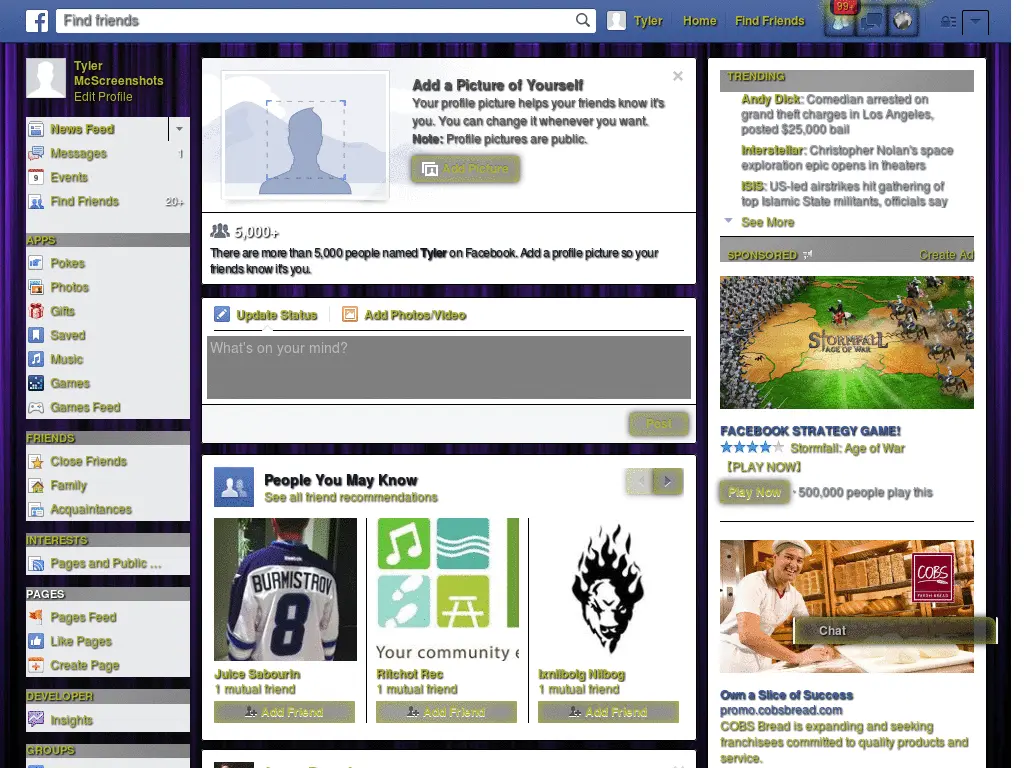 Find friends
Tyler
Home
Find Friends
99+
Tyler
McScreenshots
Edit Profile
News Feed
Messages
1
9
Events
Find Friends
20+
APPS
Pokes
Photos
Gifts
Saved
Music
Games
Games Feed
FRIENDS
Close Friends
Family
Acquaintances
INTERESTS
Pages and Public ...
PAGES
Pages Feed
Like Pages
Create Page
DEVELOPER
Insights
GROUPS
Add a Picture of Yourself
Your profile picture helps your friends know it's
you. You can change it whenever you want.
Note: Profile pictures are public.
Add Picture
5,000+
There are more than 5,000 people named Tyler on Facebook. Add a profile picture so your
friends know it's you.
Update Status
Add Photos/Video
What's on your mind?
Post
People You May Know
See all friend recommendations
BURMISTROV
8
Your community e
Juice Sabourin
1 mutual friend
Add Friend
Ritchot Rec
1 mutual friend
Add Friend
Ixnilboig Nilbog
1 mutual friend
Add Friend
TRENDING
Andy Dick: Comedian arrested on
grand theft charges in Los Angeles,
posted $25,000 bail
Interstellar: Christopher Nolan's space
exploration epic opens in theaters
ISIS: US-led airstrikes hit gathering of
top Islamic State militants, officials say
See More
SPONSORED
Create Ad
STORMFALL
AGE OF WAR
FACEBOOK STRATEGY GAME!
Stormfall: Age of War
[PLAY NOW]
Play Now
· 500,000 people play this
COBS
Chat
Own a Slice of Success
promo.cobsbread.com
COBS Bread is expanding and seeking
franchisees committed to quality products and
service.